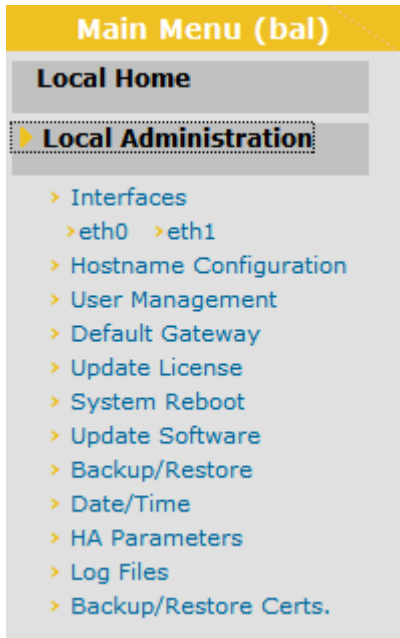 Main Menu (bal)
Local Home
Local Administration
Interfaces
eth0 eth1
Hostname Configuration
User Management
Default Gateway
Update License
System Reboot
Update Software
Backup/Restore
Date/Time
HA Parameters
Log Files
Backup/Restore Certs.